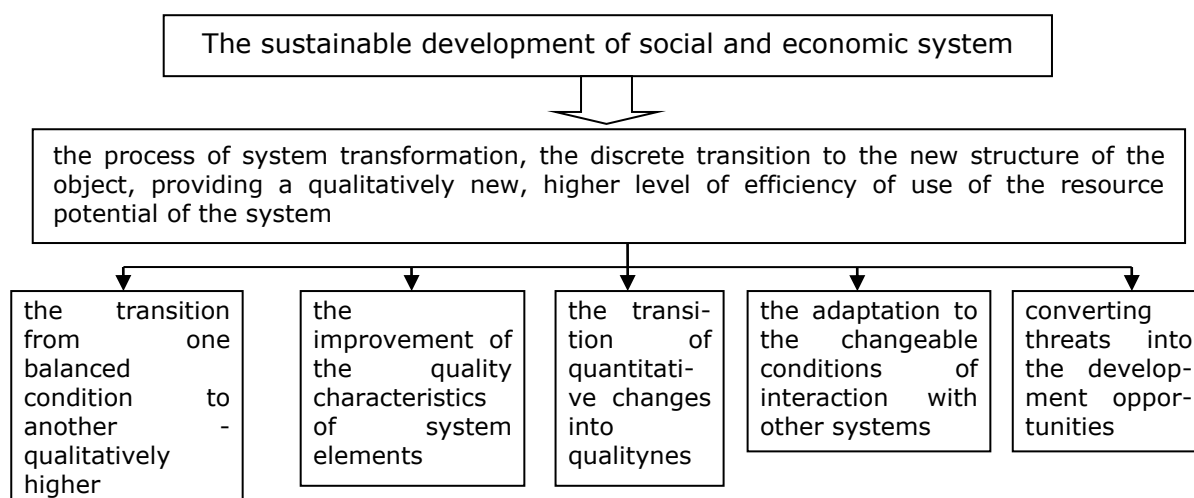 The sustainable development of social and economic system
the process of system transformation, the discrete transition to the new structure of the
object, providing a qualitatively new, higher level of efficiency of use of the resource
potential of the system
the transition
from one
balanced
condition to
another -
qualitatively
higher
the
improvement of
the quality
characteristics
of system
elements
the transi-
tion of
quantitati-
ve changes
into
qualitynes
the adaptation to
the changeable
conditions of
interaction with
other systems
converting
threats into
the develop-
ment oppor-
tunities